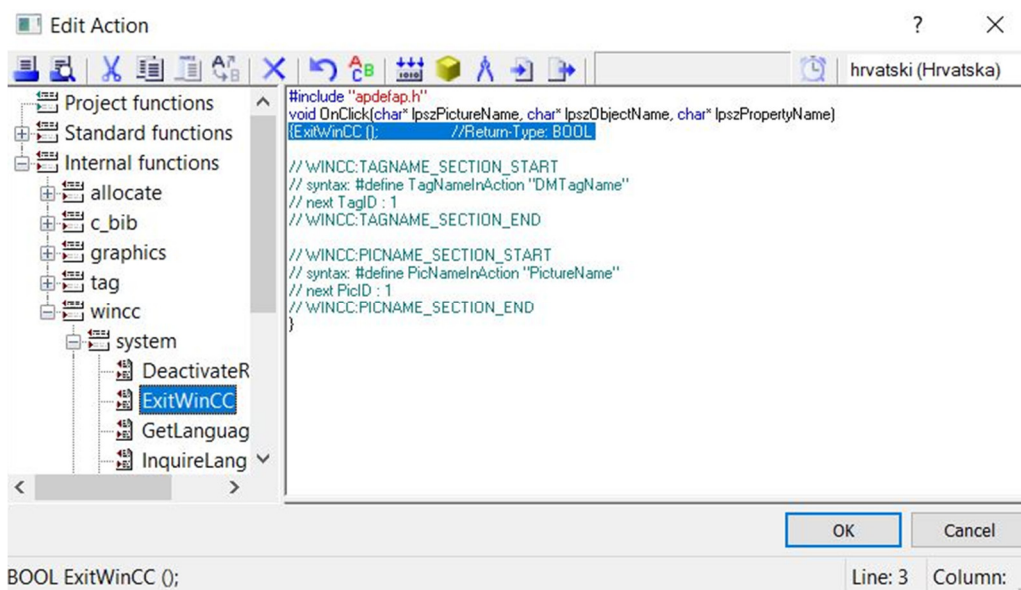 Edit Action
?
hrvatski (Hrvatska)
Project functions
Standard functions
Internal functions
allocate
c_bib
graphics
tag
wincc
system
DeactivateR
ExitWinCC
GetLanguag
InquireLang
#include "apdefap.h"
void OnClick(char* lpszPictureName, char* lpszObjectName, char* lpszPropertyName)
{ExitWinCC (); //Return-Type: BOOL
// WINCC:TAGNAME_SECTION_START
// syntax: #define TagNameInAction "DMTagName"
// next TagID : 1
// WINCC:TAGNAME_SECTION_END
// WINCC:PICNAME_SECTION_START
// syntax: #define PicNameInAction "PictureName"
// next PicID : 1
// WINCC:PICNAME_SECTION_END
}
OK Cancel
BOOL ExitWinCC (); Line: 3 Column: